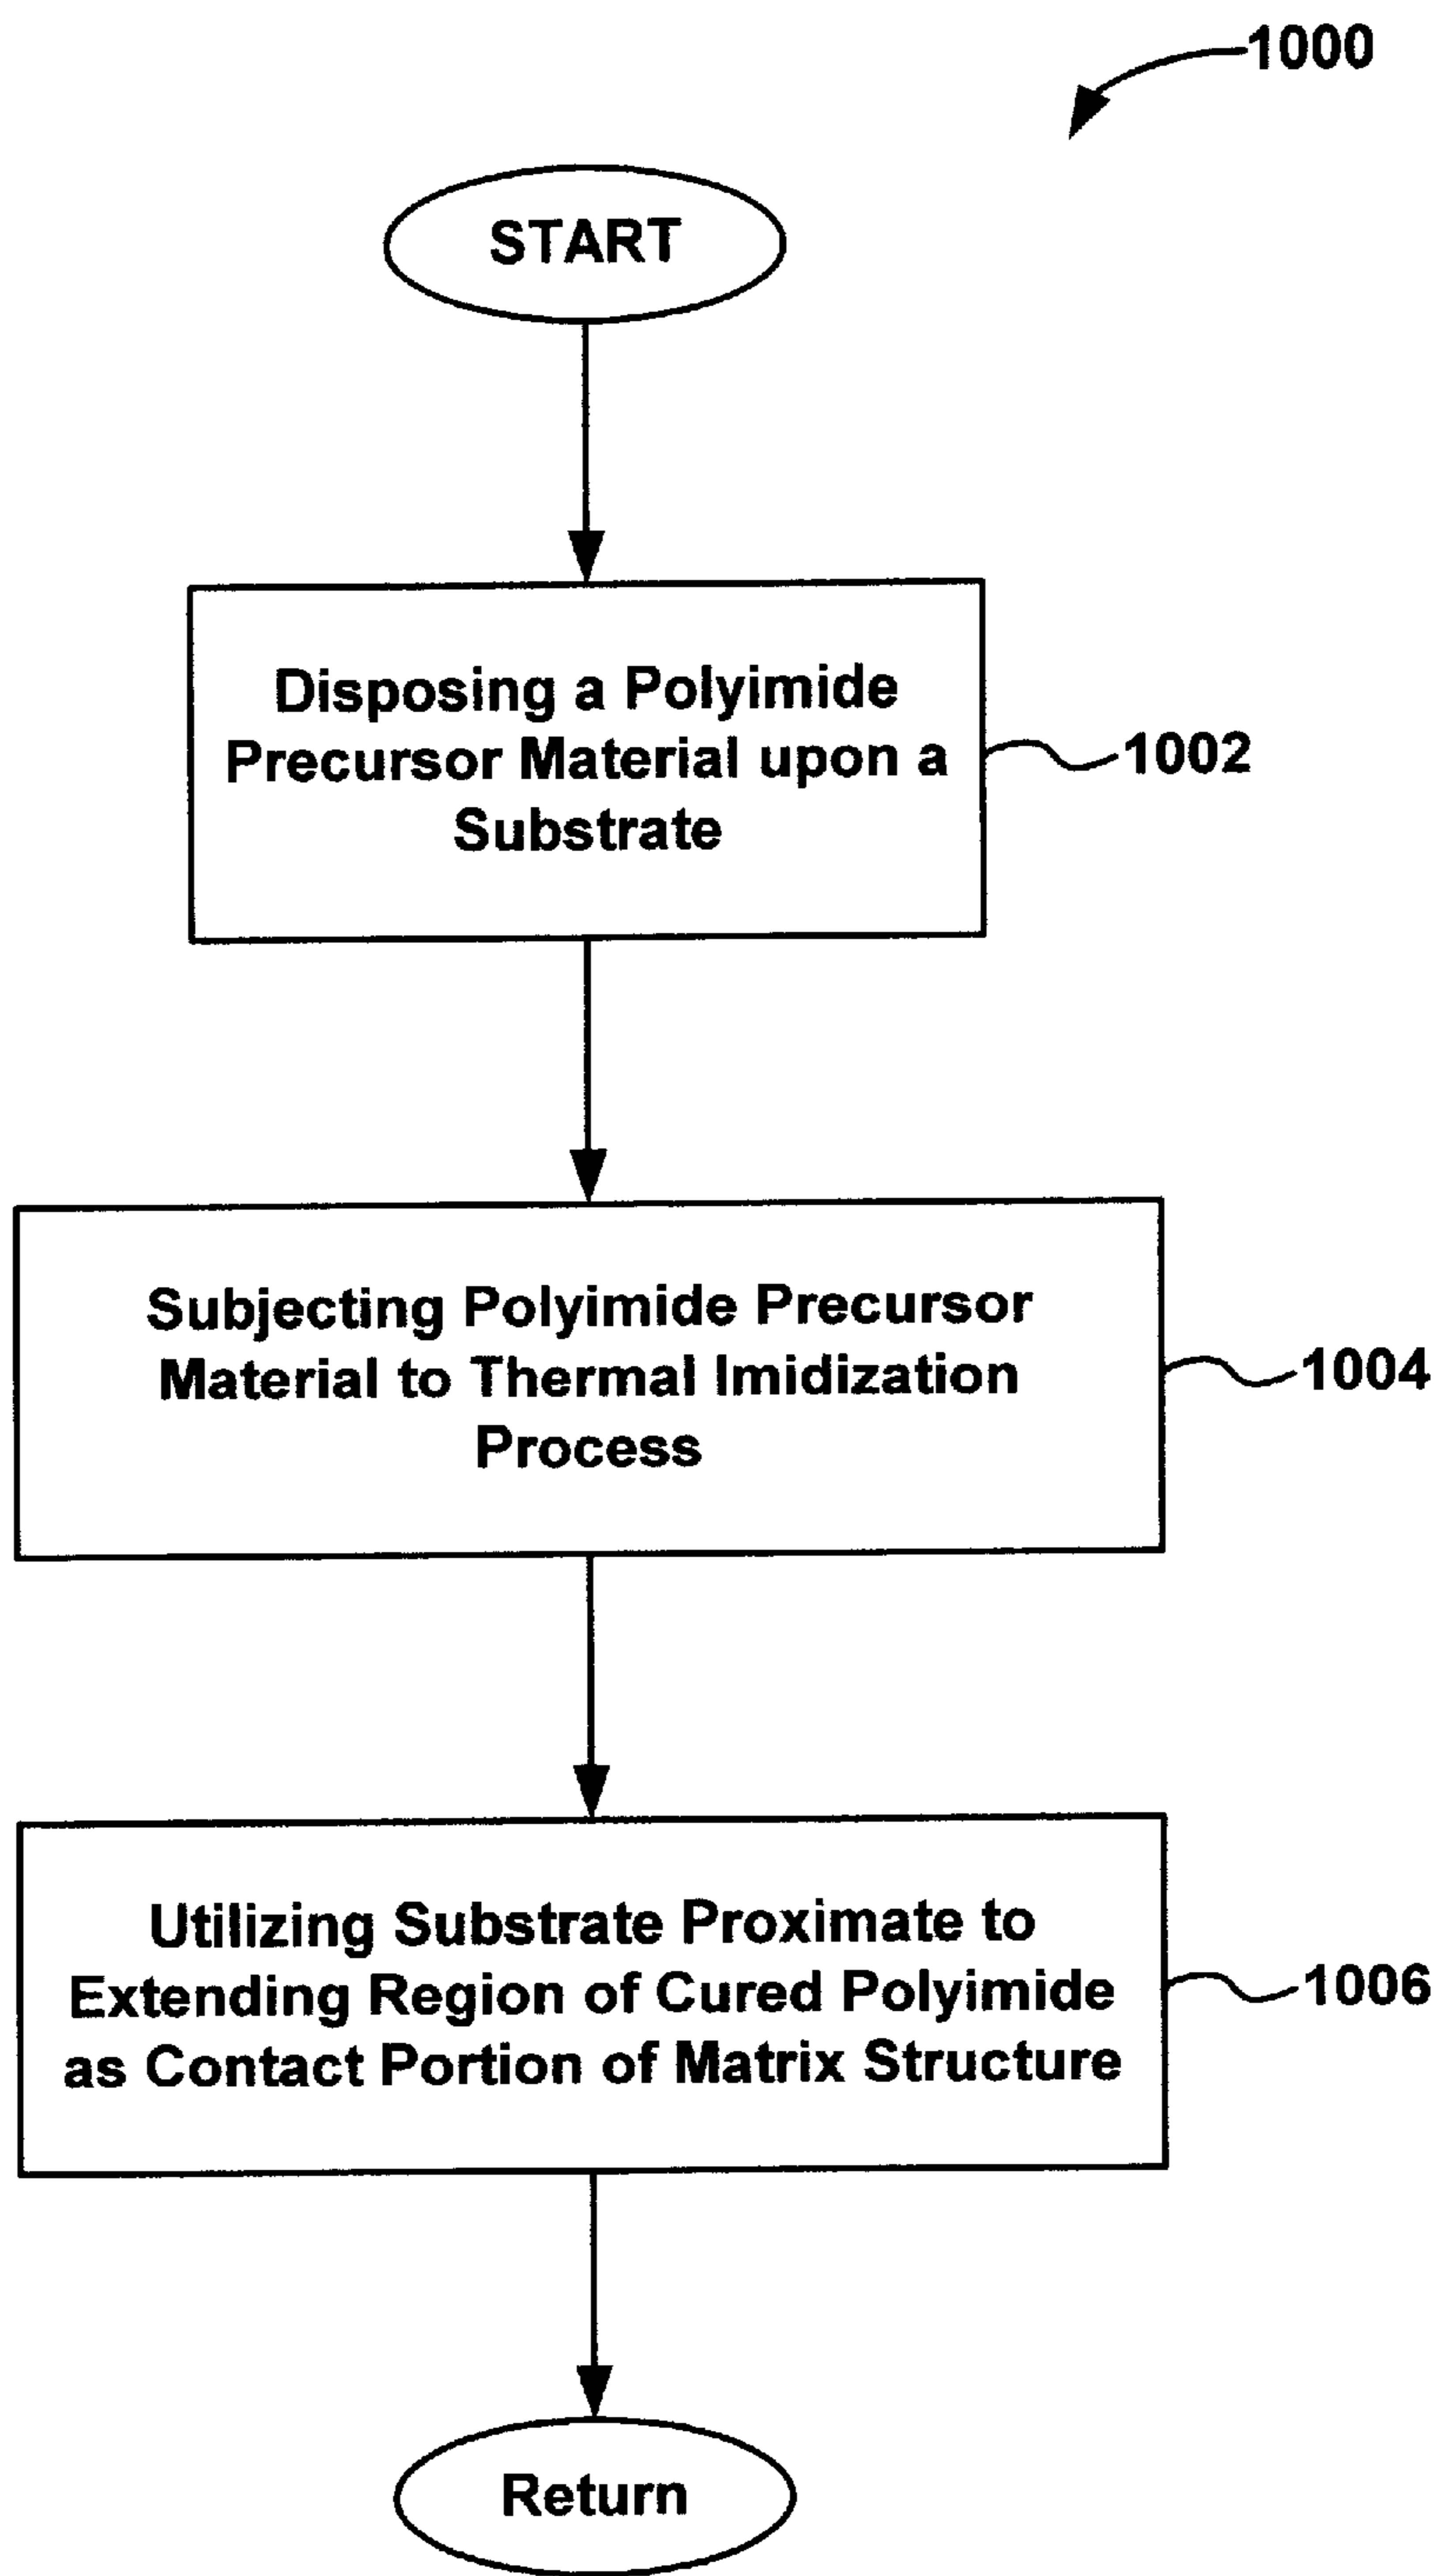 1000
START
Disposing a Polyimide
Precursor Material upon a
Substrate
1002
Subjecting Polyimide Precursor
Material to Thermal Imidization
Process
1004
Utilizing Substrate Proximate to
Extending Region of Cured Polyimide
as Contact Portion of Matrix Structure
1006
Return